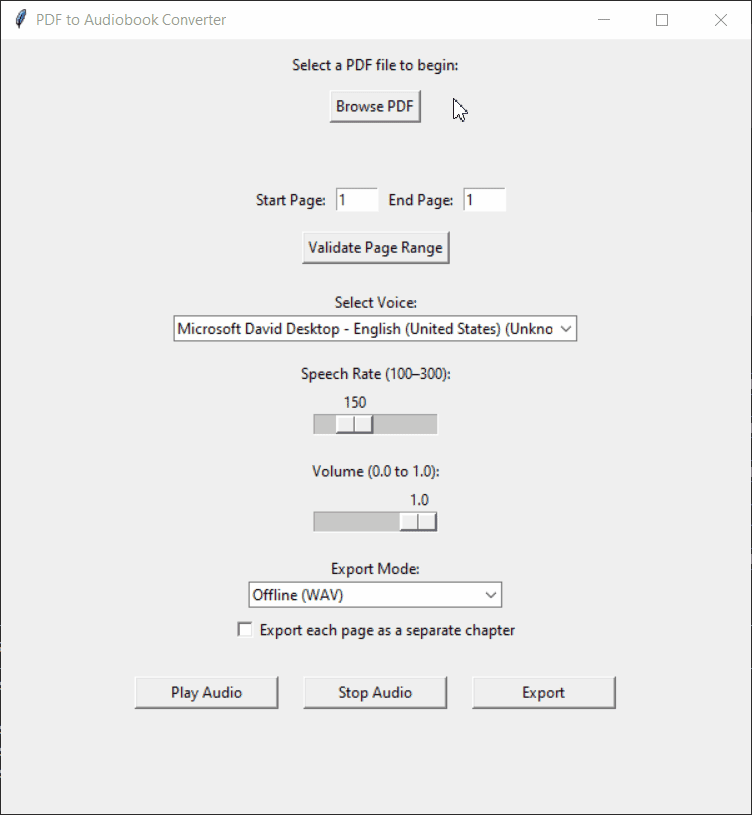 PDF to Audiobook Converter
Select a PDF file to begin:
Browse PDF
Start Page: 1 End Page: 1
Validate Page Range
Select Voice:
Microsoft David Desktop - English (United States) (Unkno
Speech Rate (100–300):
150
Volume (0.0 to 1.0):
1.0
Export Mode:
Offline (WAV)
Export each page as a separate chapter
Play Audio Stop Audio Export